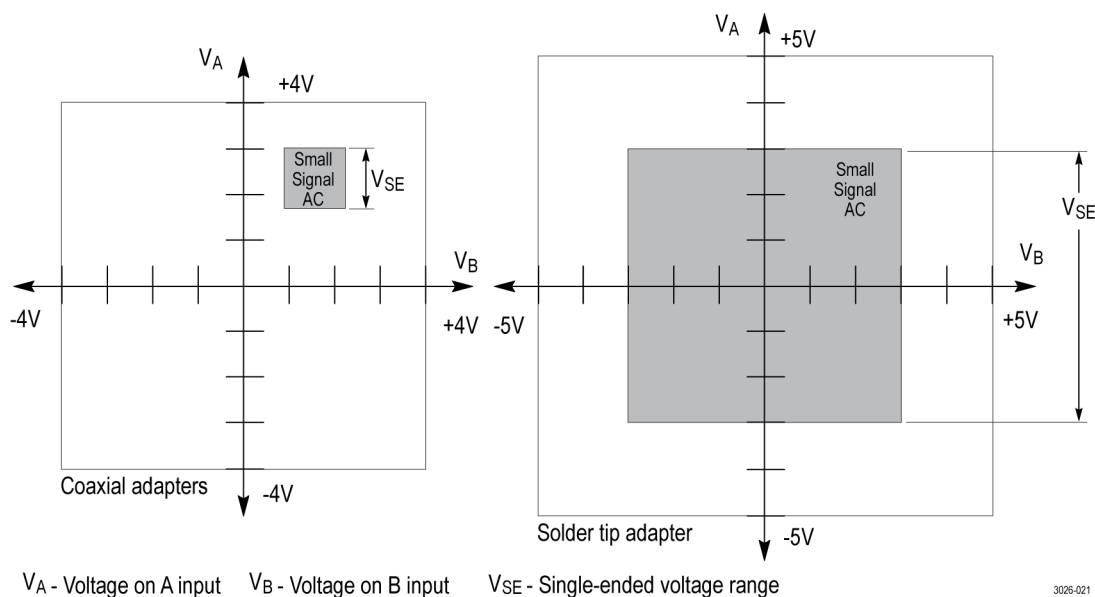 VA
+4V
Small
Signal
AC
VSE
VB
-4V
+4V
-4V
Coaxial adapters
VA
+5V
Small
Signal
AC
VSE
VB
-5V
+5V
-5V
Solder tip adapter
VA - Voltage on A input VB - Voltage on B input VSE - Single-ended voltage range
3026-021